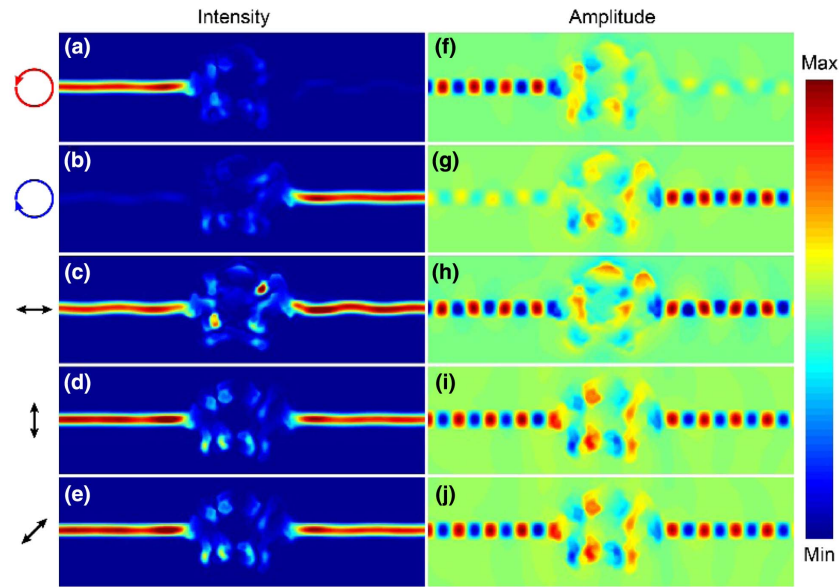 Intensity Amplitude
(a) (f)
Max
(b) (g)
(c) (h)
(d) (i)
(e) (j)
Min